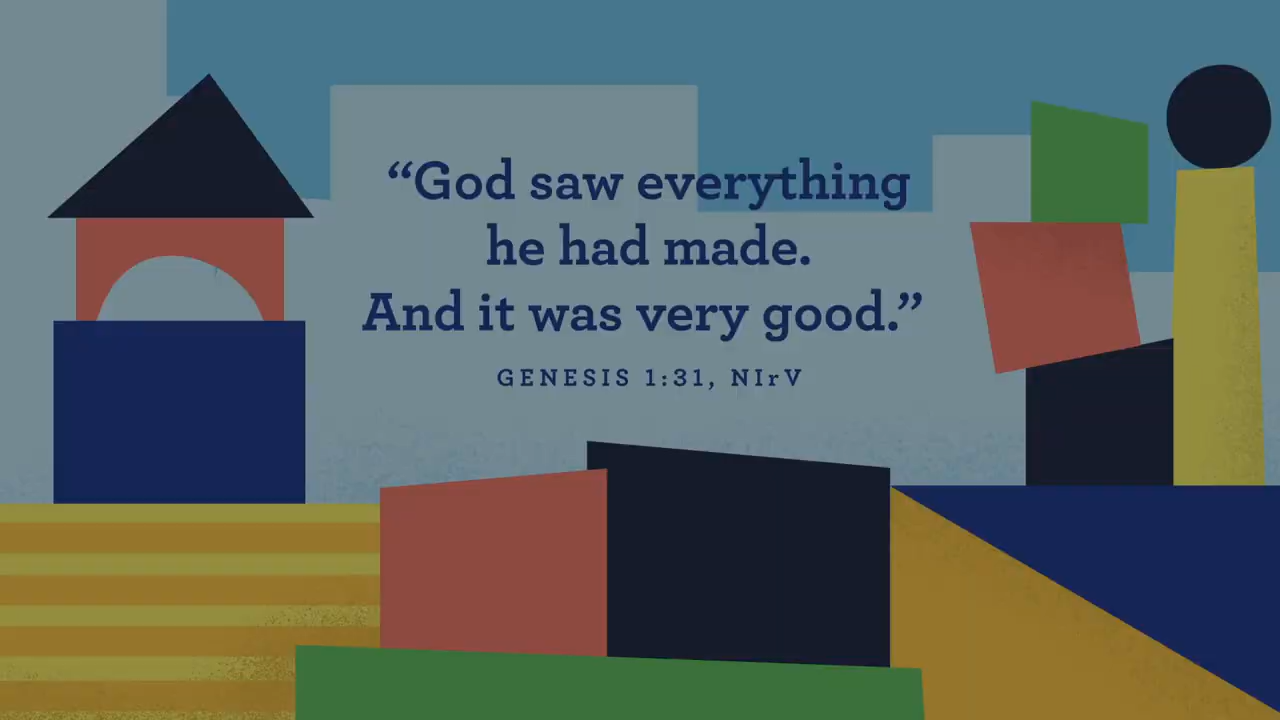 “God saw everything
he had made.
And it was very good.”
GENESIS 1:31, NIrV